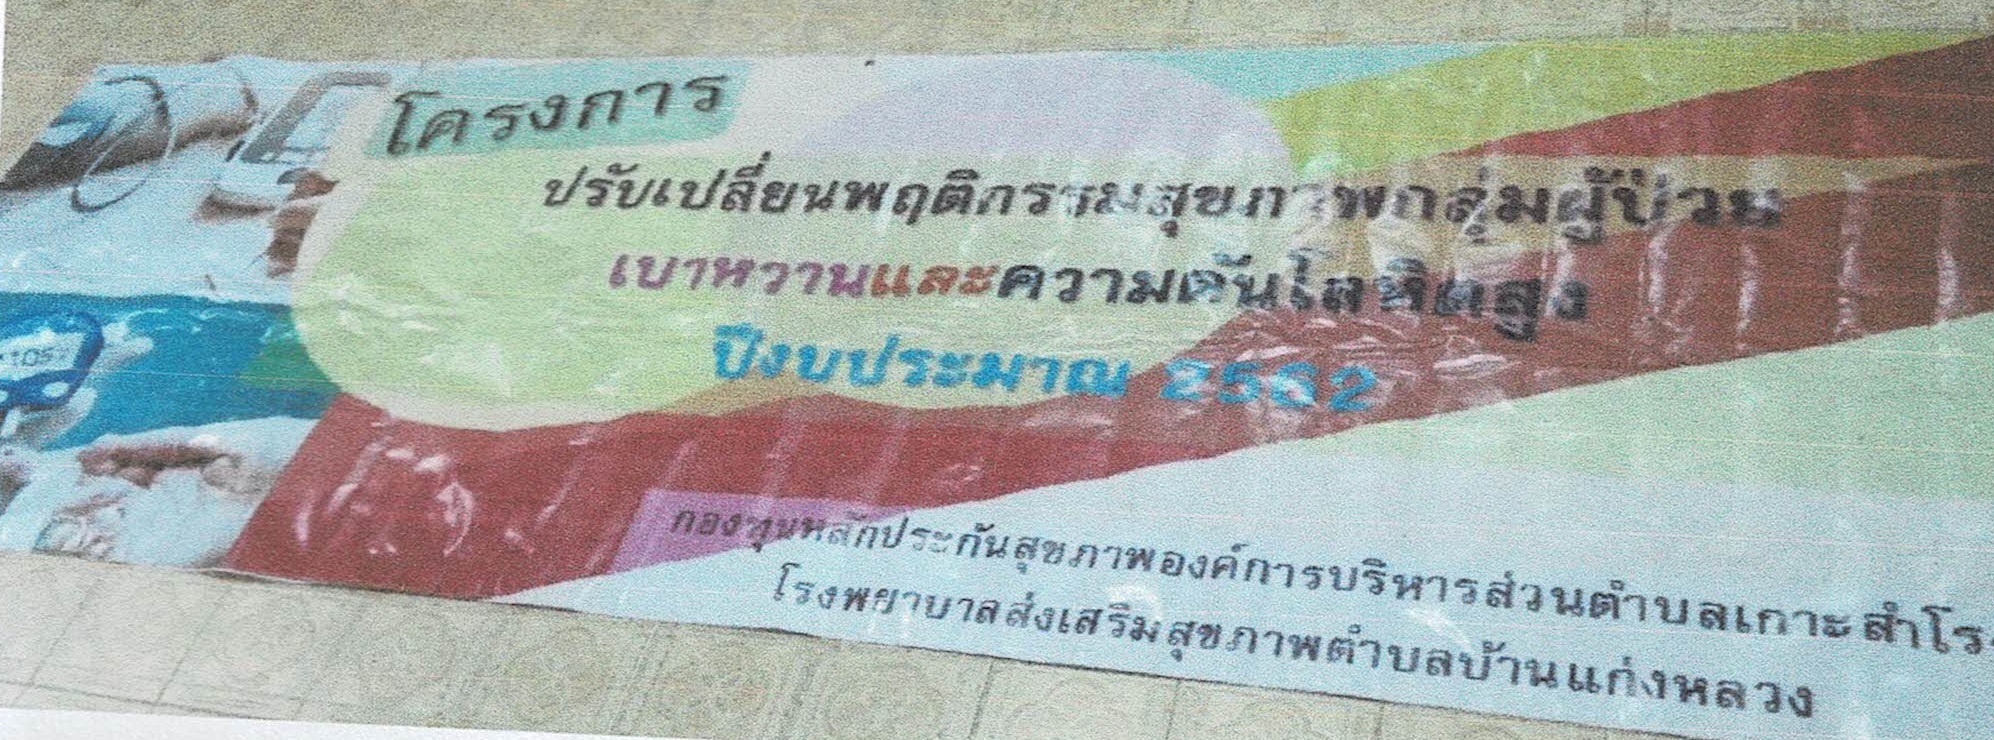 โครงการ
ปรับเปลี่ยนพฤติกรรมสุขภาพกลุ่มผู้ป่วย
เบาหวานและความดันโลหิตสูง
ปีงบประมาณ 2562
กองทุนหลักประกันสุขภาพองค์การบริหารส่วนตำบลเกาะสำโร
โรงพยาบาลส่งเสริมสุขภาพตำบลบ้านแก่งหลวง